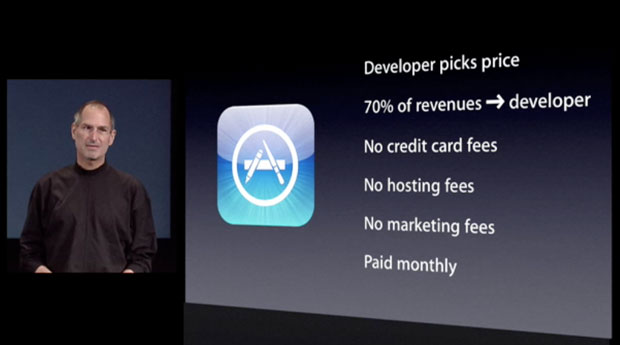 Developer picks price
70% of revenues → developer
No credit card fees
No hosting fees
No marketing fees
Paid monthly